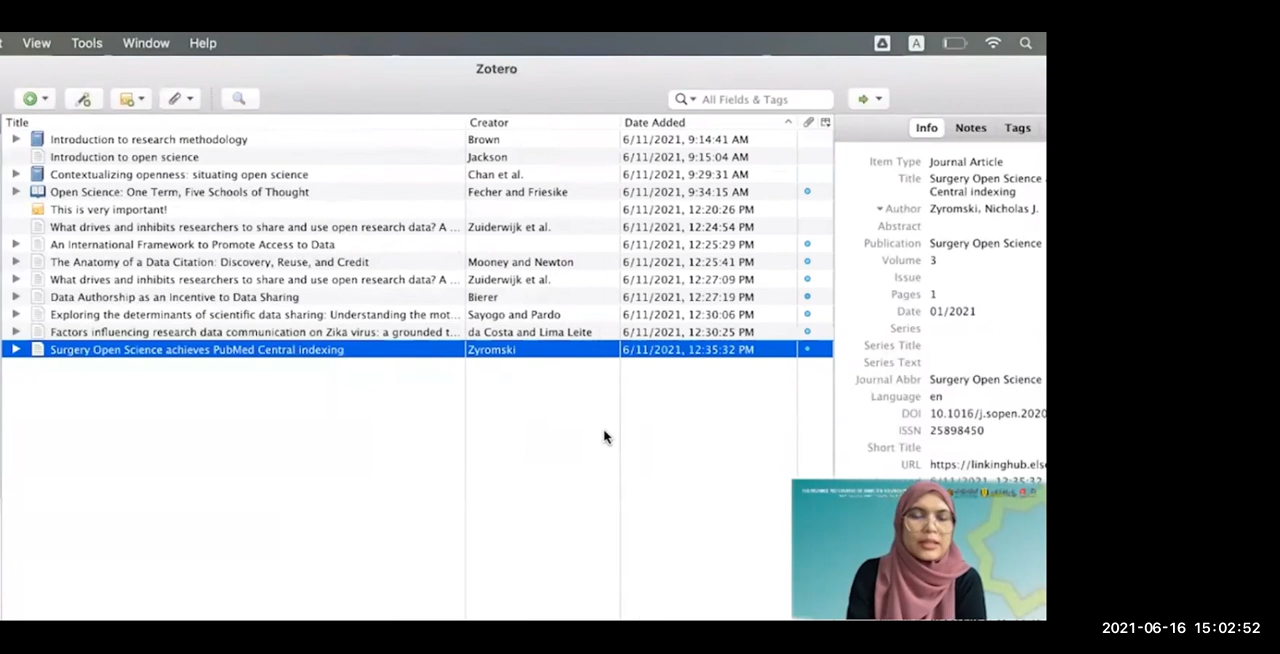 View Tools Window Help
A
Zotero
All Fields & Tags
Title Creator Date Added
Info Notes Tags
Introduction to research methodology Brown 6/11/2021, 9:14:41 AM
Introduction to open science Jackson 6/11/2021, 9:15:04 AM
Contextualizing openness: situating open science Chan et al. 6/11/2021, 9:29:31 AM
Open Science: One Term, Five Schools of Thought Fecher and Friesike 6/11/2021, 9:34:15 AM
This is very important! 6/11/2021, 12:20:26 PM
What drives and inhibits researchers to share and use open research data? A ... Zuiderwijk et al. 6/11/2021, 12:24:54 PM
An International Framework to Promote Access to Data 6/11/2021, 12:25:29 PM
The Anatomy of a Data Citation: Discovery, Reuse, and Credit Mooney and Newton 6/11/2021, 12:25:41 PM
What drives and inhibits researchers to share and use open research data? A ... Zuiderwijk et al. 6/11/2021, 12:27:09 PM
Data Authorship as an Incentive to Data Sharing Bierer 6/11/2021, 12:27:19 PM
Exploring the determinants of scientific data sharing: Understanding the mot... Sayogo and Pardo 6/11/2021, 12:30:06 PM
Factors influencing research data communication on Zika virus: a grounded t... da Costa and Lima Leite 6/11/2021, 12:30:25 PM
Surgery Open Science achieves PubMed Central indexing Zyromski 6/11/2021, 12:35:32 PM
Item Type Journal Article
Title Surgery Open Science
Central indexing
Author Zyromski, Nicholas J.
Abstract
Publication Surgery Open Science
Volume 3
Issue
Pages 1
Date 01/2021
Series
Series Title
Series Text
Journal Abbr Surgery Open Science
Language en
DOI 10.1016/j.sopen.2020
ISSN 25898450
Short Title
URL https://linkinghub.else
2021-06-16 15:02:52